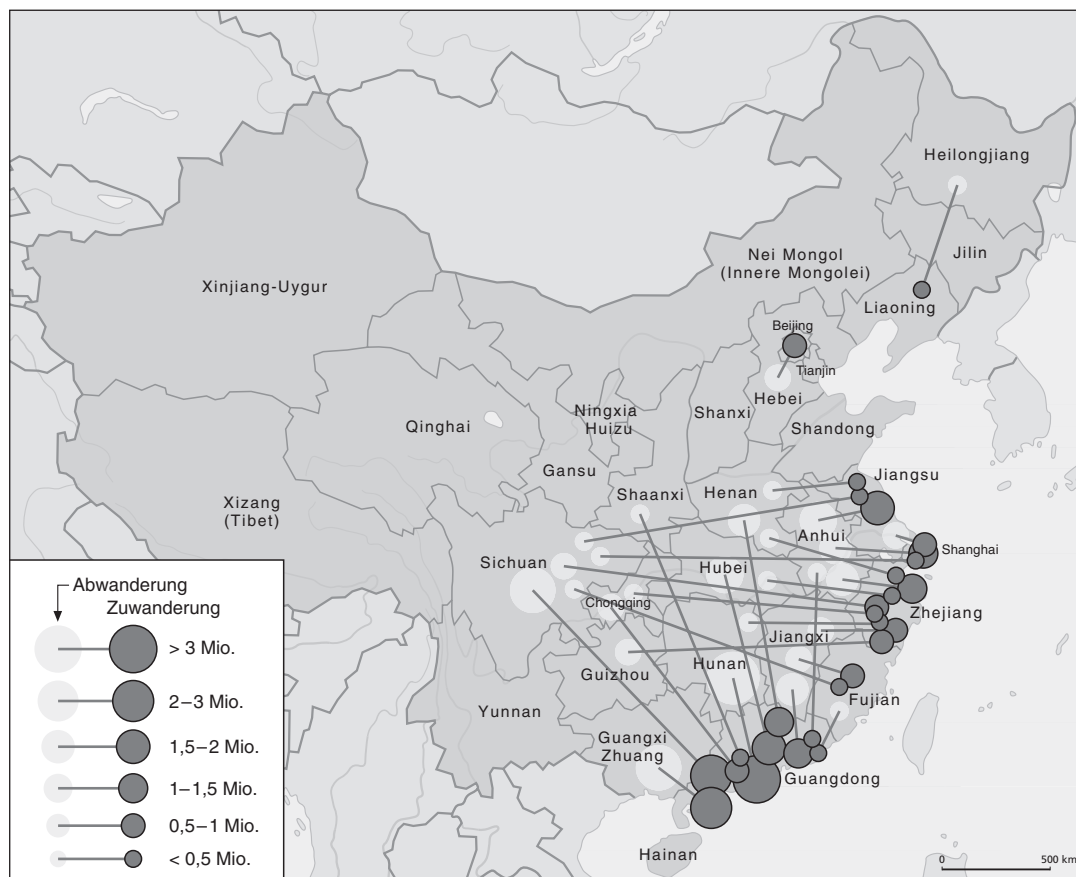 Heilongjiang
Jilin
Nei Mongol
(Innere Mongolei)
Liaoning
Xinjiang-Uygur
Beijing
Tianjin
Hebei
Ningxia
Huizu
Shanxi
Shandong
Qinghai
Gansu
Jiangsu
Shaanxi
Henan
Xizang
(Tibet)
Anhui
Shanghai
Sichuan
Hubei
Chongqing
Zhejiang
Jiangxi
Guizhou
Hunan
Fujian
Yunnan
Guangxi
Zhuang
Guangdong
Hainan
Abwanderung
Zuwanderung
> 3 Mio.
2–3 Mio.
1,5–2 Mio.
1–1,5 Mio.
0,5–1 Mio.
< 0,5 Mio.
0 500 km